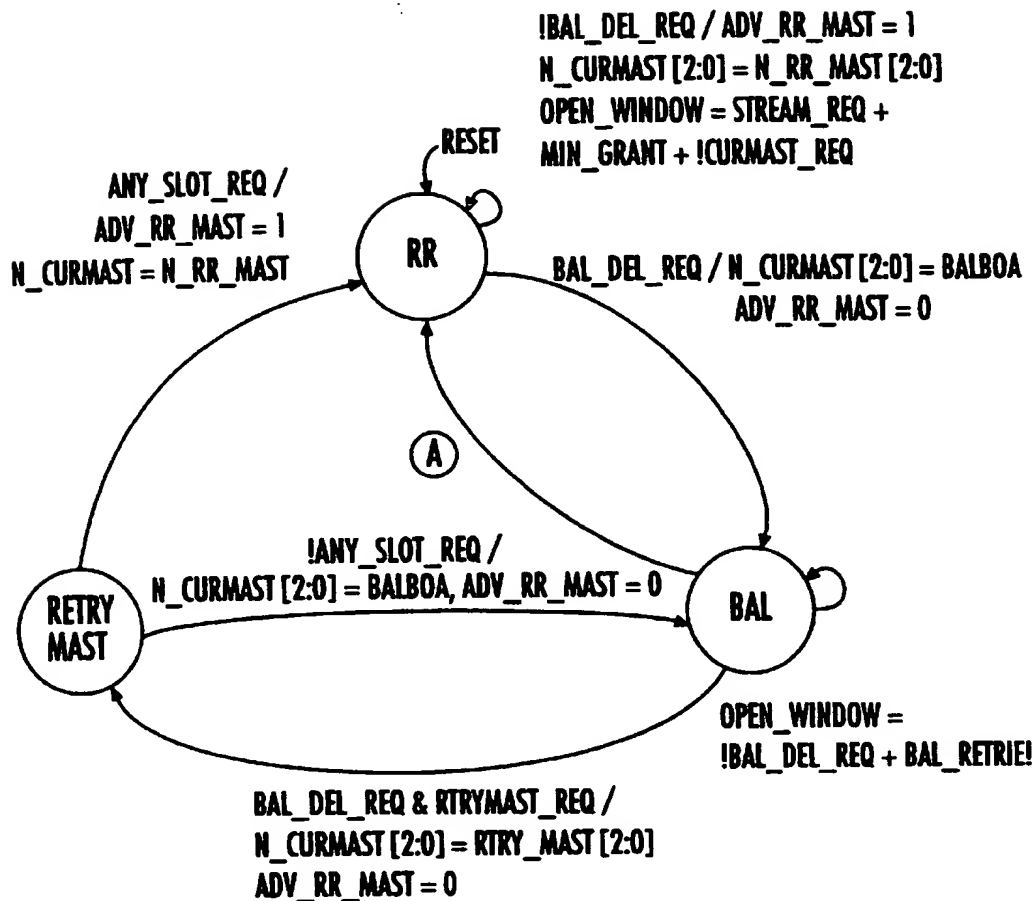 !BAL_DEL_REQ / ADV_RR_MAST = 1
N_CURMAST [2:0] = N_RR_MAST [2:0]
OPEN_WINDOW = STREAM_REQ +
MIN_GRANT + !CURMAST_REQ
RESET
ANY_SLOT_REQ /
ADV_RR_MAST = 1
N_CURMAST = N_RR_MAST
RR
BAL_DEL_REQ / N_CURMAST [2:0] = BALBOA
ADV_RR_MAST = 0
A
!ANY_SLOT_REQ /
N_CURMAST [2:0] = BALBOA, ADV_RR_MAST = 0
RETRY
MAST
BAL
OPEN_WINDOW =
!BAL_DEL_REQ + BAL_RETRIE!
BAL_DEL_REQ & RTRYMAST_REQ /
N_CURMAST [2:0] = RTRY_MAST [2:0]
ADV_RR_MAST = 0